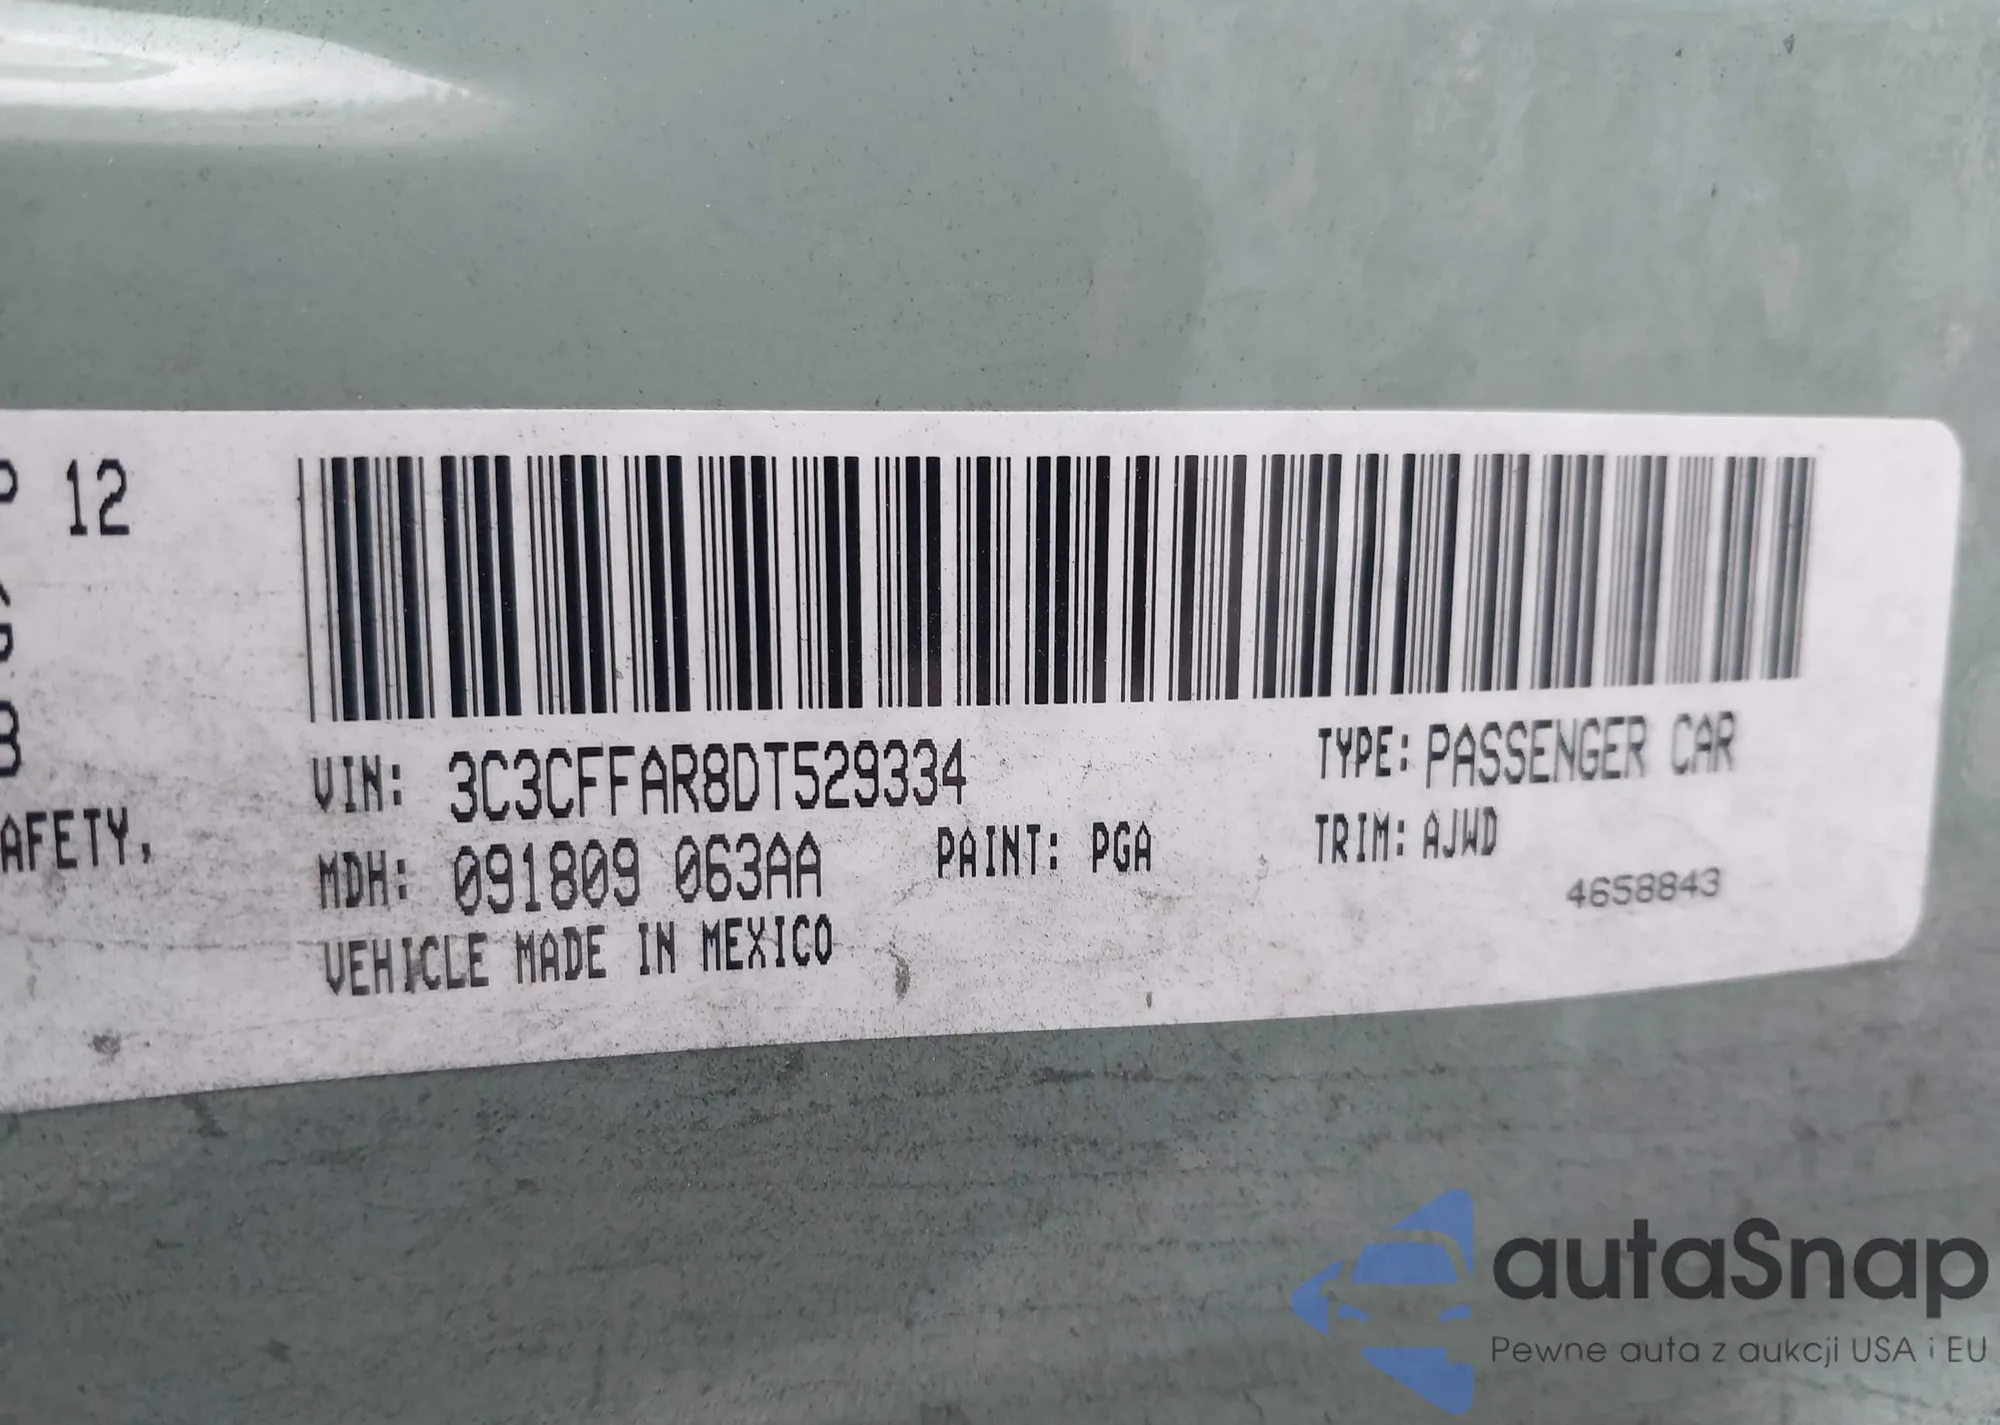 12
AFETY,
VIN: 3C3CFFAR8DT529334
TYPE: PASSENGER CAR
MDH: 091809 063AA
PAINT: PGA
TRIM: AJWD
4658843
VEHICLE MADE IN MEXICO
autaSnap
Pewne auta z aukcji USA i EU